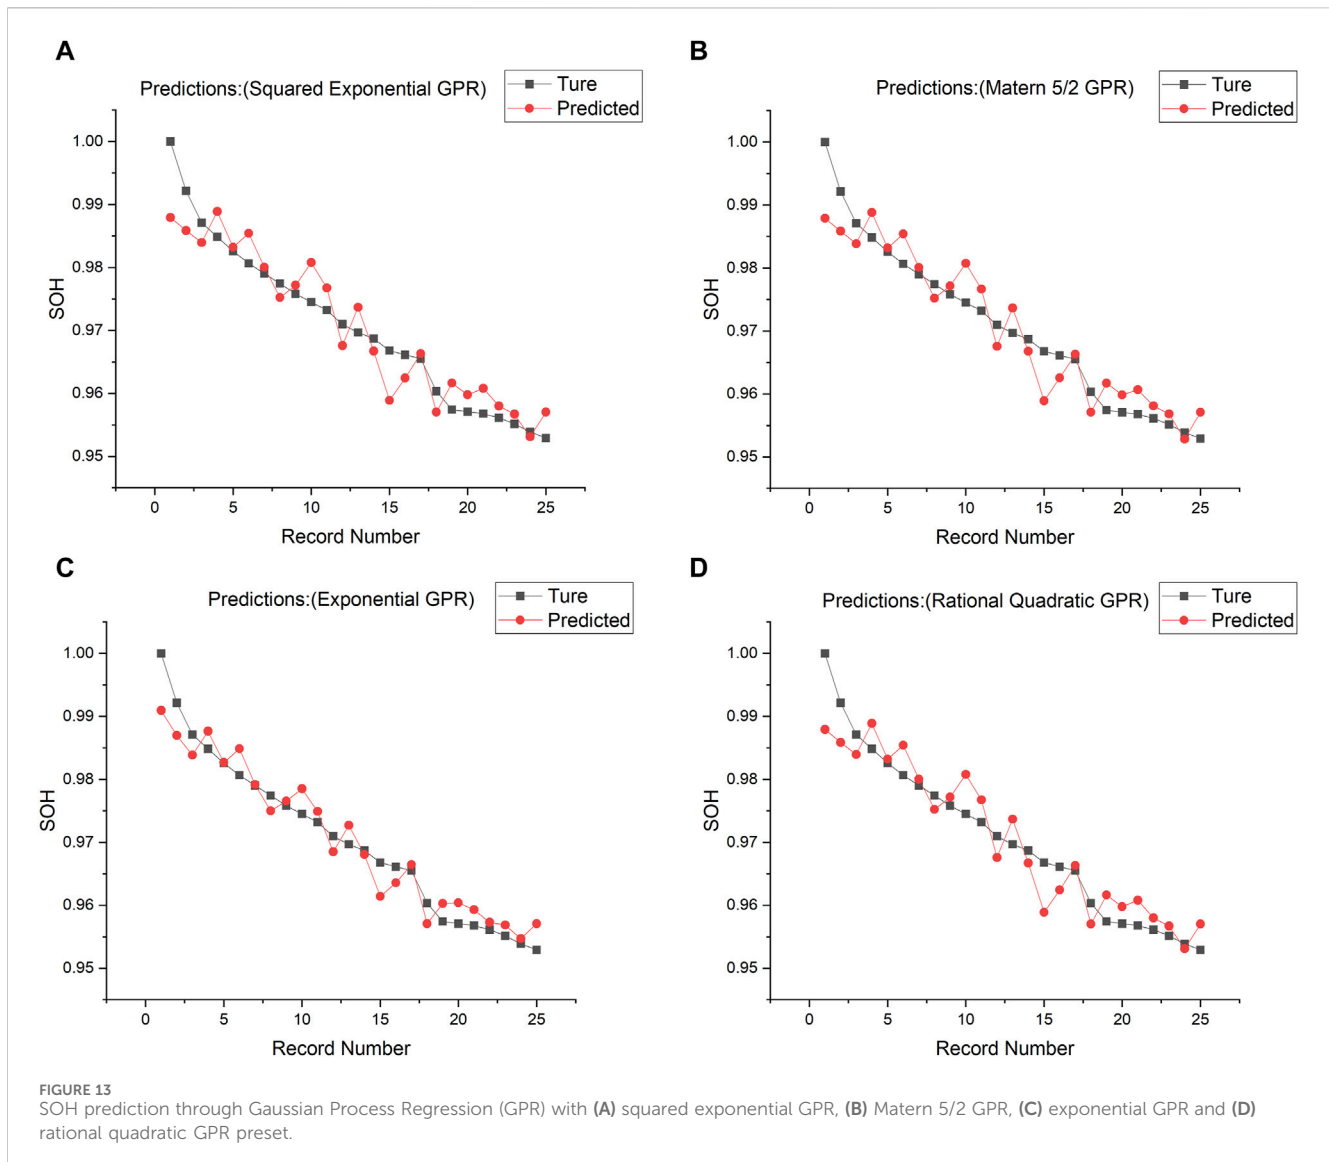 A
Predictions:(Squared Exponential GPR)
Ture
Predicted
1.00
0.99
0.98
0.97
0.96
0.95
SOH
0 5 10 15 20 25
Record Number
B
Predictions:(Matern 5/2 GPR)
Ture
Predicted
1.00
0.99
0.98
0.97
0.96
0.95
SOH
0 5 10 15 20 25
Record Number
C
Predictions:(Exponential GPR)
Ture
Predicted
1.00
0.99
0.98
0.97
0.96
0.95
SOH
0 5 10 15 20 25
Record Number
D
Predictions:(Rational Quadratic GPR)
Ture
Predicted
1.00
0.99
0.98
0.97
0.96
0.95
SOH
0 5 10 15 20 25
Record Number
FIGURE 13
SOH prediction through Gaussian Process Regression (GPR) with (A) squared exponential GPR, (B) Matern 5/2 GPR, (C) exponential GPR and (D)
rational quadratic GPR preset.